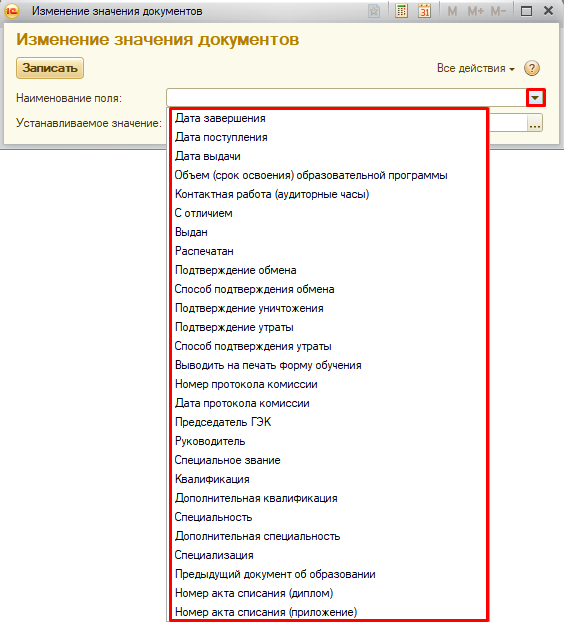 1С Изменение значения документов 31 M M+ M-
Изменение значения документов
Записать Все действия ?
Наименование поля:
Устанавливаемое значение: ...
Дата завершения
Дата поступления
Дата выдачи
Объем (срок освоения) образовательной программы
Контактная работа (аудиторные часы)
С отличием
Выдан
Распечатан
Подтверждение обмена
Способ подтверждения обмена
Подтверждение уничтожения
Подтверждение утраты
Способ подтверждения утраты
Выводить на печать форму обучения
Номер протокола комиссии
Дата протокола комиссии
Председатель ГЭК
Руководитель
Специальное звание
Квалификация
Дополнительная квалификация
Специальность
Дополнительная специальность
Специализация
Предыдущий документ об образовании
Номер акта списания (диплом)
Номер акта списания (приложение)